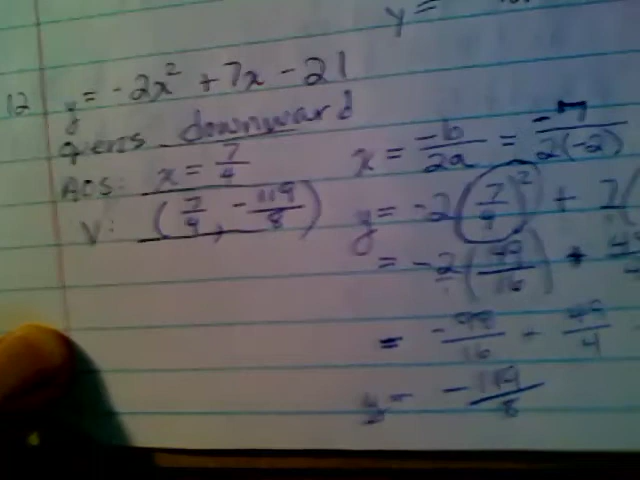 y =
12 y = -2x² + 7x - 21
opens downward
AOS: x = 7/4
V: (7/4, -119/8)
x = -b/2a = -7/2(-2)
y = -2(7/4)² + 7(
= -2(49/16) + 49/
= -98/16 + 49/4
y = -119/8